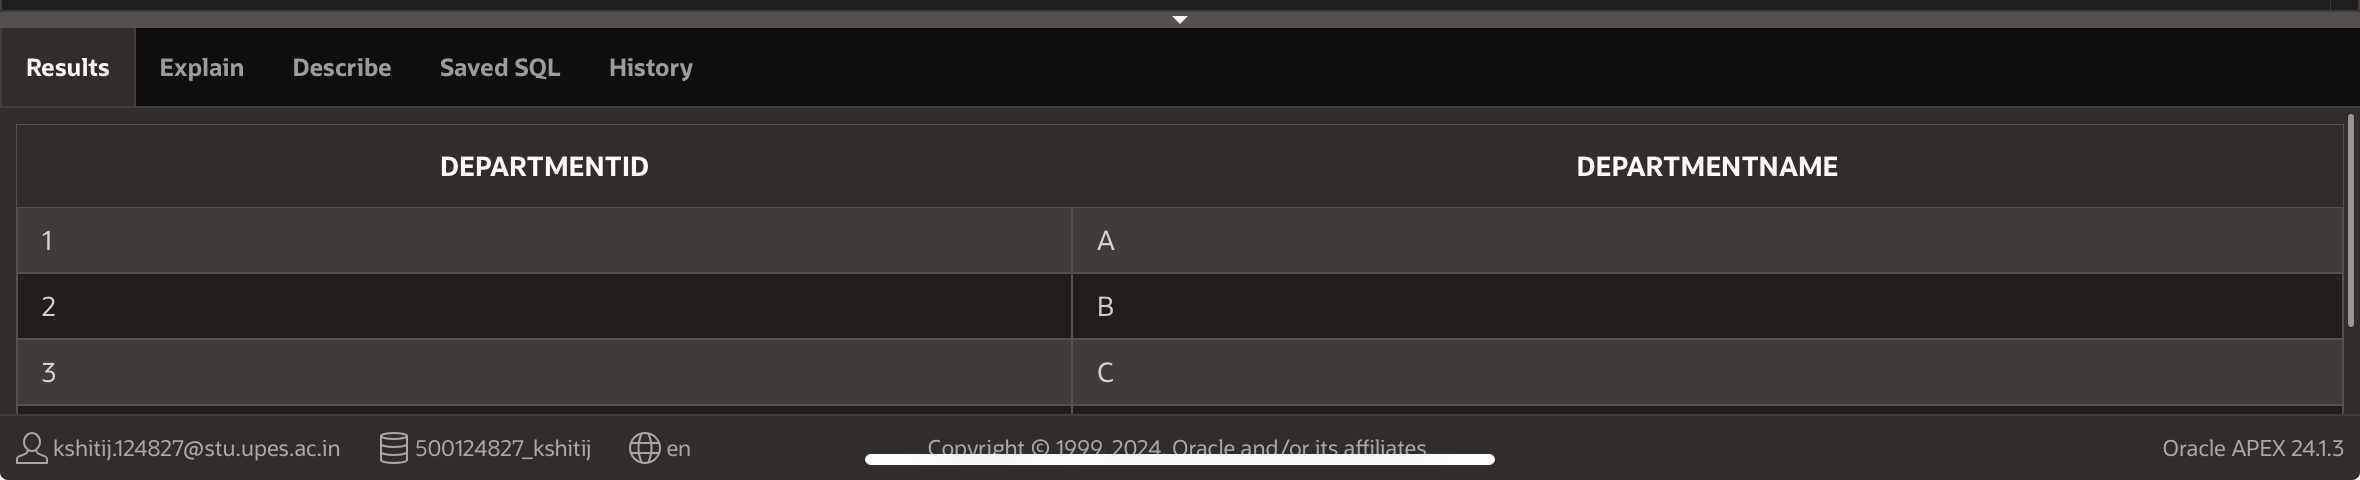 Results Explain Describe Saved SQL History
DEPARTMENTID DEPARTMENTNAME
1 A
2 B
3 C
kshitij.124827@stu.upes.ac.in 500124827_kshitij en Copyright © 1999, 2024, Oracle and/or its affiliates. Oracle APEX 24.1.3